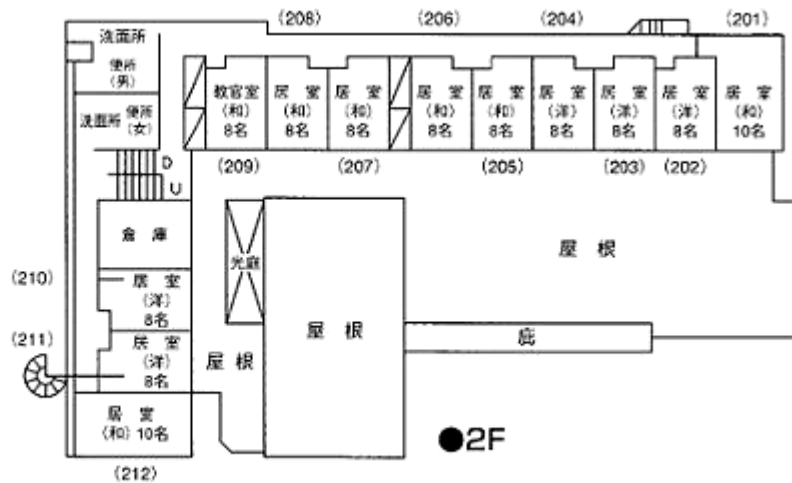 (208)
(206)
(204)
(201)
洗面所
便所
(男)
洗面所
便所
(女)
教官室
(和)
8名
居室
(和)
8名
居室
(和)
8名
居室
(和)
8名
居室
(和)
8名
居室
(洋)
8名
居室
(洋)
8名
居室
(洋)
8名
居室
(和)
10名
(209)
(207)
(205)
(203)
(202)
D
U
倉庫
光庭
屋根
屋根
屋根
庇
(210)
居室
(洋)
8名
(211)
居室
(洋)
8名
居室
(和) 10名
(212)
●2F